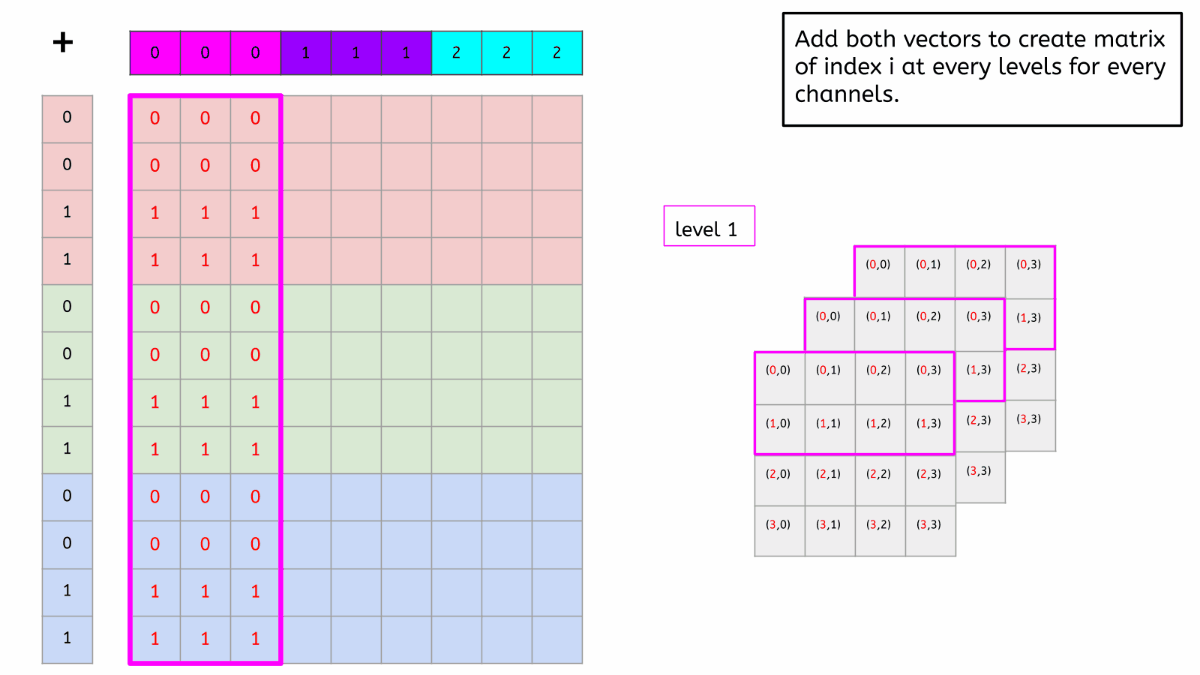 + 0 0 0 1 1 1 2 2 2
Add both vectors to create matrix
of index i at every levels for every
channels.
0 0 0 0
0 0 0 0
1 1 1 1
1 1 1 1
0 0 0 0
0 0 0 0
1 1 1 1
1 1 1 1
0 0 0 0
0 0 0 0
1 1 1 1
1 1 1 1
level 1
(0,0) (0,1) (0,2) (0,3)
(0,0) (0,1) (0,2) (0,3) (1,3)
(0,0) (0,1) (0,2) (0,3) (1,3) (2,3)
(1,0) (1,1) (1,2) (1,3) (2,3) (3,3)
(2,0) (2,1) (2,2) (2,3) (3,3)
(3,0) (3,1) (3,2) (3,3)